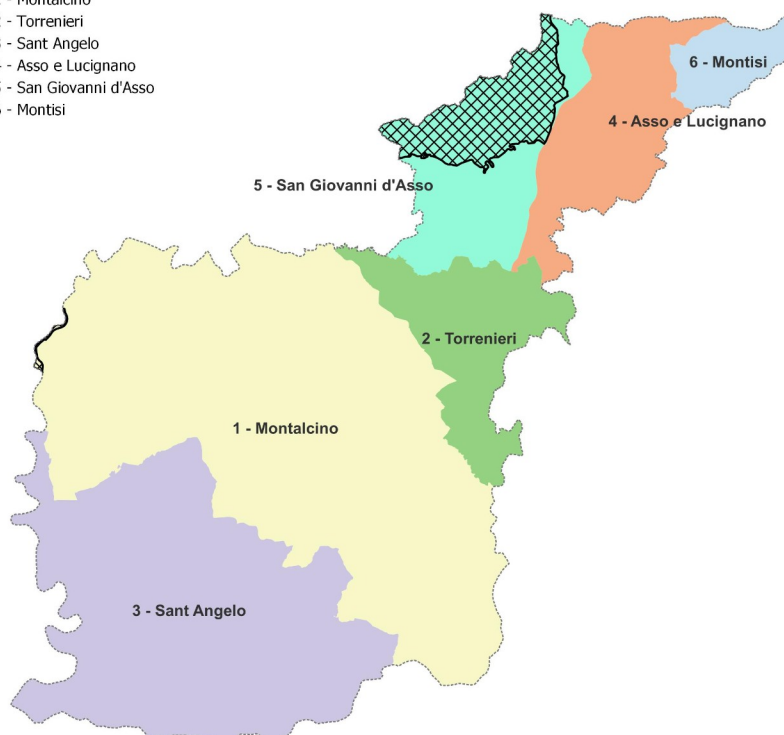 - Montalcino
- Torrenieri
- Sant Angelo
- Asso e Lucignano
- San Giovanni d'Asso
- Montisi
6 - Montisi
4 - Asso e Lucignano
5 - San Giovanni d'Asso
2 - Torrenieri
1 - Montalcino
3 - Sant Angelo